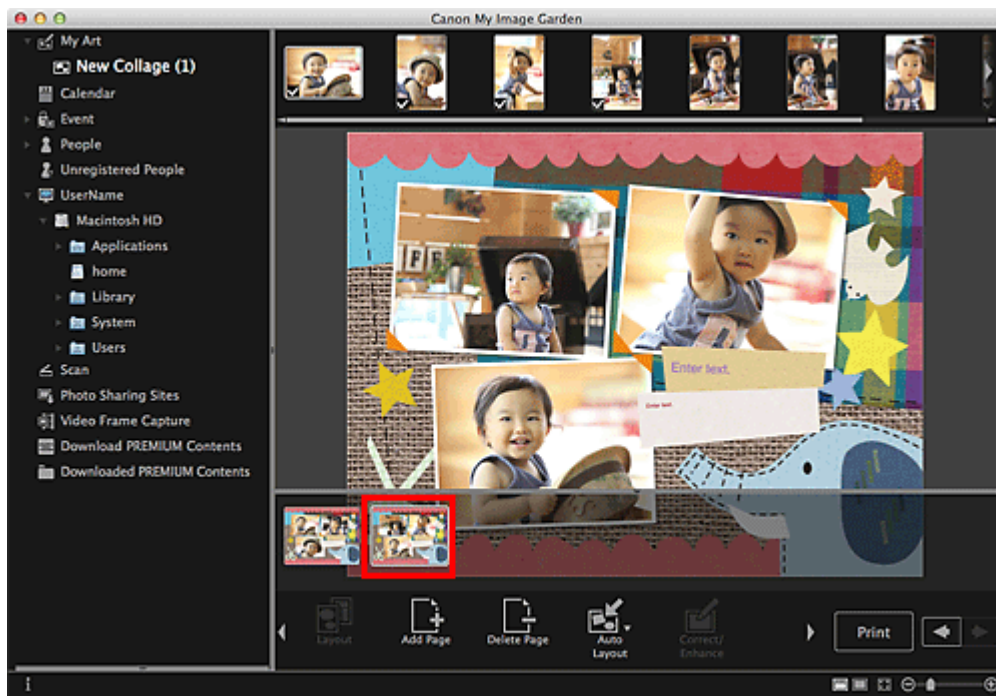 Canon My Image Garden
My Art
New Collage (1)
Calendar
Event
People
Unregistered People
UserName
Macintosh HD
Applications
home
Library
System
Users
Scan
Photo Sharing Sites
Video Frame Capture
Download PREMIUM Contents
Downloaded PREMIUM Contents
IFE
Enter text.
Enter text.
Layout
Add Page
Delete Page
Auto
Layout
Correct/
Enhance
Print